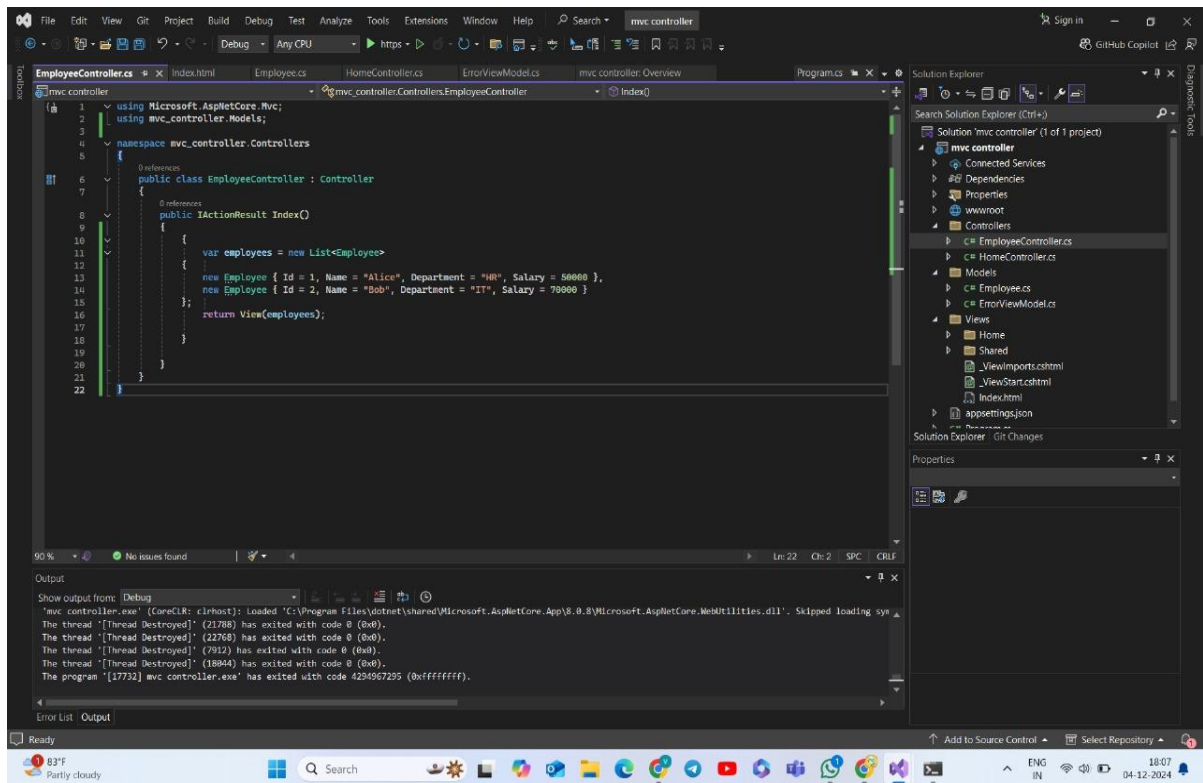 File Edit View Git Project Build Debug Test Analyze Tools Extensions Window Help Search mvc controller Sign in
Debug Any CPU https GitHub Copilot
Toolbox
EmployeeController.cs Index.html Employee.cs HomeController.cs ErrorViewModel.cs mvc controller: Overview Program.cs
mvc controller mvc_controller.Controllers.EmployeeController Index()
1 using Microsoft.AspNetCore.Mvc;
2 using mvc_controller.Models;
3
4 namespace mvc_controller.Controllers
5 {
0 references
6 public class EmployeeController : Controller
7 {
0 references
8 public IActionResult Index()
9 {
10 {
11 var employees = new List<Employee>
12 {
13 new Employee { Id = 1, Name = "Alice", Department = "HR", Salary = 50000 },
14 new Employee { Id = 2, Name = "Bob", Department = "IT", Salary = 70000 }
15 };
16 return View(employees);
17
18 }
19
20 }
21 }
22 }
90 % No issues found Ln: 22 Ch: 2 SPC CRLF
Output
Show output from: Debug
'mvc controller.exe' (CoreCLR: clrhost): Loaded 'C:\Program Files\dotnet\shared\Microsoft.AspNetCore.App\8.0.8\Microsoft.AspNetCore.WebUtilities.dll'. Skipped loading sym
The thread '[Thread Destroyed]' (21788) has exited with code 0 (0x0).
The thread '[Thread Destroyed]' (22768) has exited with code 0 (0x0).
The thread '[Thread Destroyed]' (7912) has exited with code 0 (0x0).
The thread '[Thread Destroyed]' (18044) has exited with code 0 (0x0).
The program '[17732] mvc controller.exe' has exited with code 4294967295 (0xffffffff).
Error List Output
Solution Explorer
Search Solution Explorer (Ctrl+;)
Solution 'mvc controller' (1 of 1 project)
mvc controller
Connected Services
Dependencies
Properties
wwwroot
Controllers
C# EmployeeController.cs
C# HomeController.cs
Models
C# Employee.cs
C# ErrorViewModel.cs
Views
Home
Shared
_ViewImports.cshtml
_ViewStart.cshtml
Index.html
appsettings.json
C# Program.cs
Solution Explorer Git Changes
Properties
Diagnostic Tools
Ready Add to Source Control Select Repository
1 83°F
Partly cloudy
Search
ENG
IN
18:07
04-12-2024